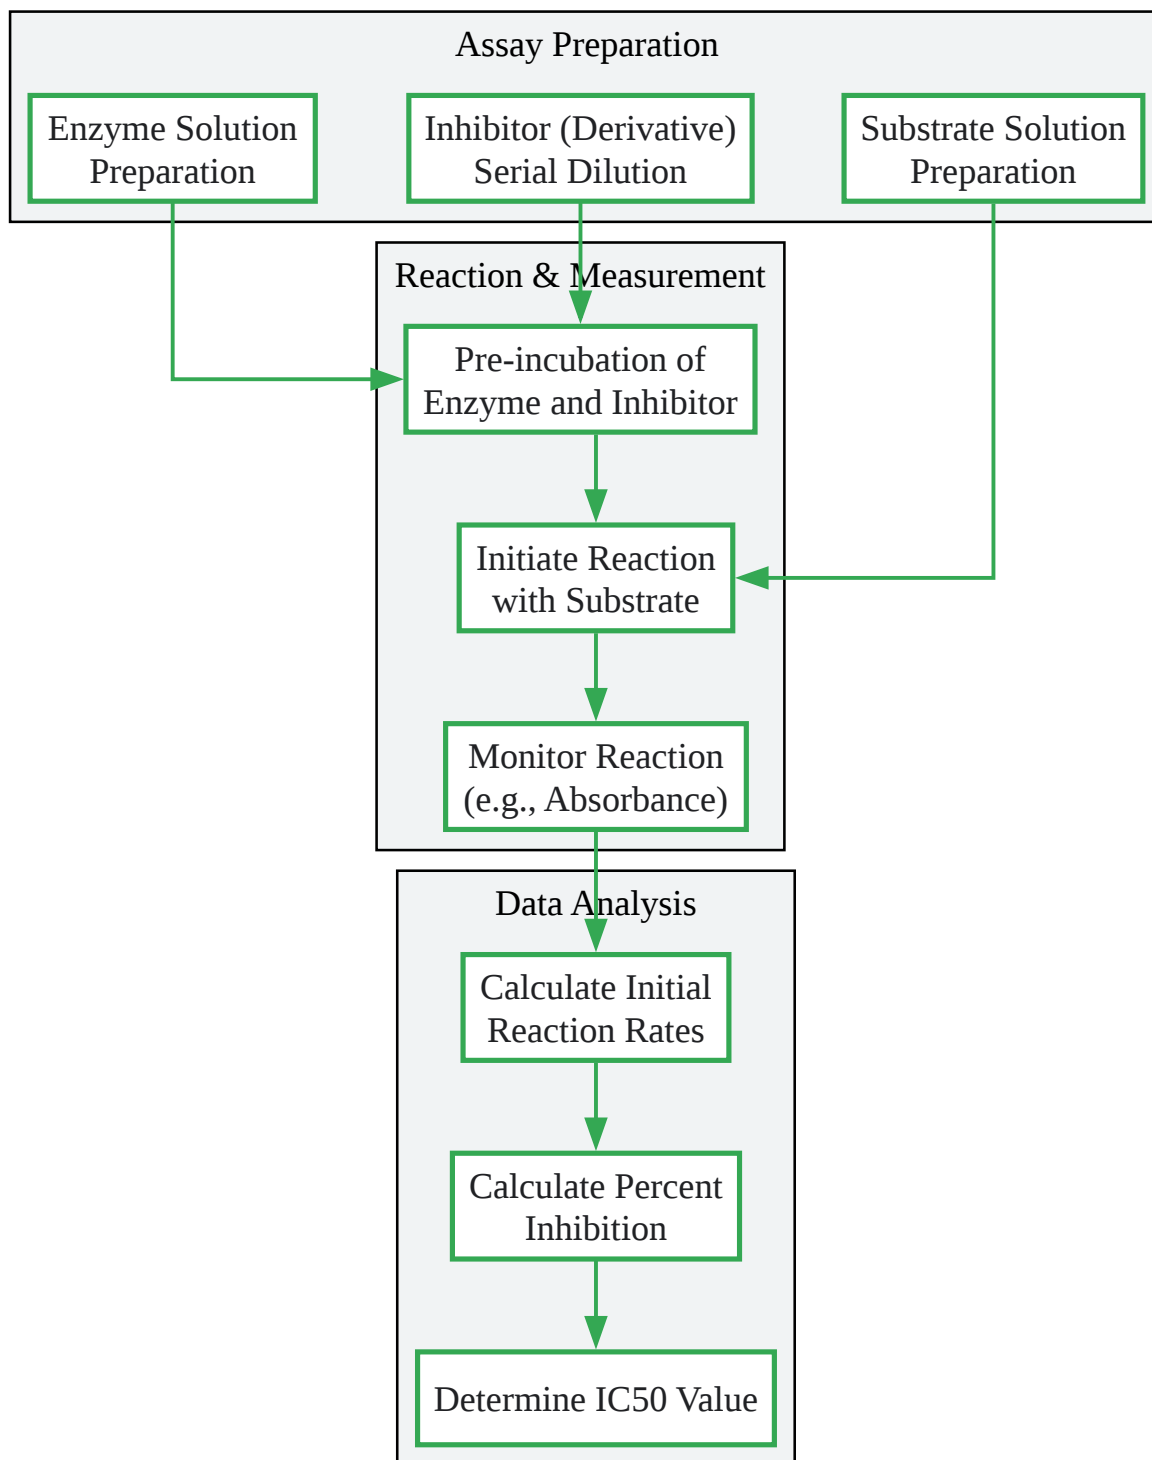 Assay Preparation
Enzyme Solution
Preparation
Inhibitor (Derivative)
Serial Dilution
Substrate Solution
Preparation
Reaction & Measurement
Pre-incubation of
Enzyme and Inhibitor
Initiate Reaction
with Substrate
Monitor Reaction
(e.g., Absorbance)
Data Analysis
Calculate Initial
Reaction Rates
Calculate Percent
Inhibition
Determine IC50 Value